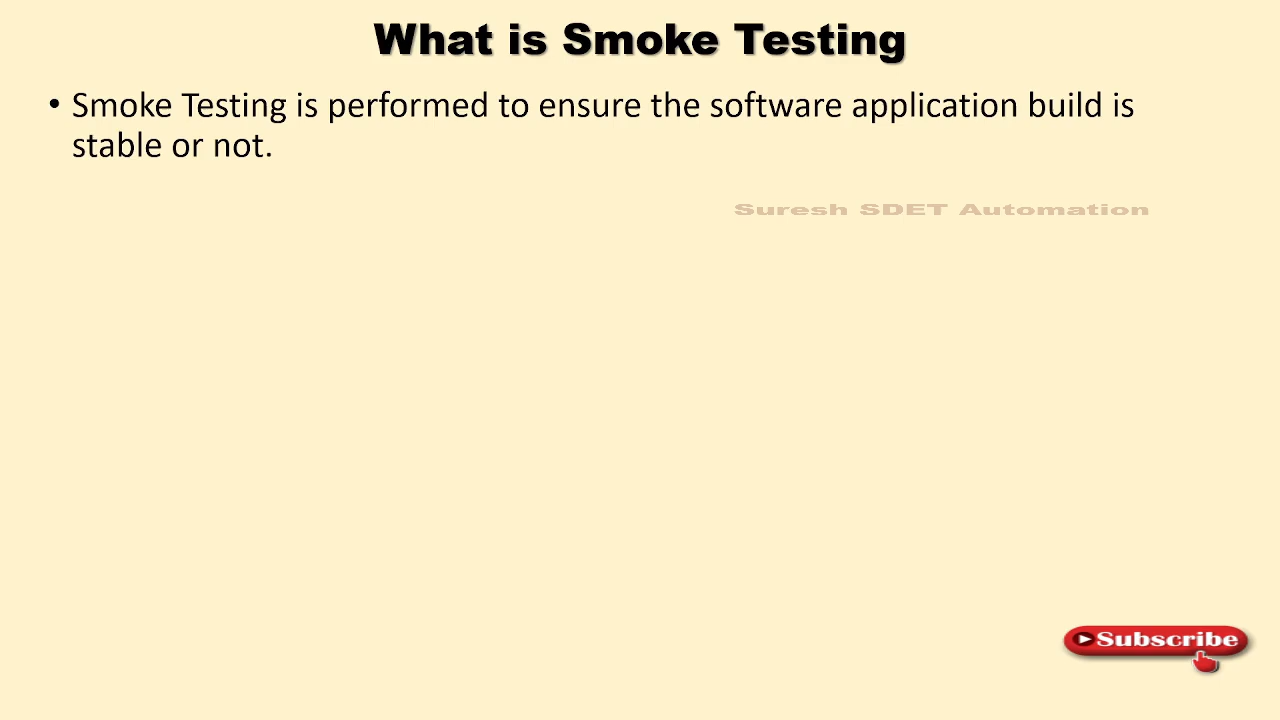 What is Smoke Testing
• Smoke Testing is performed to ensure the software application build is
stable or not.
Suresh SDET Automation
Subscribe